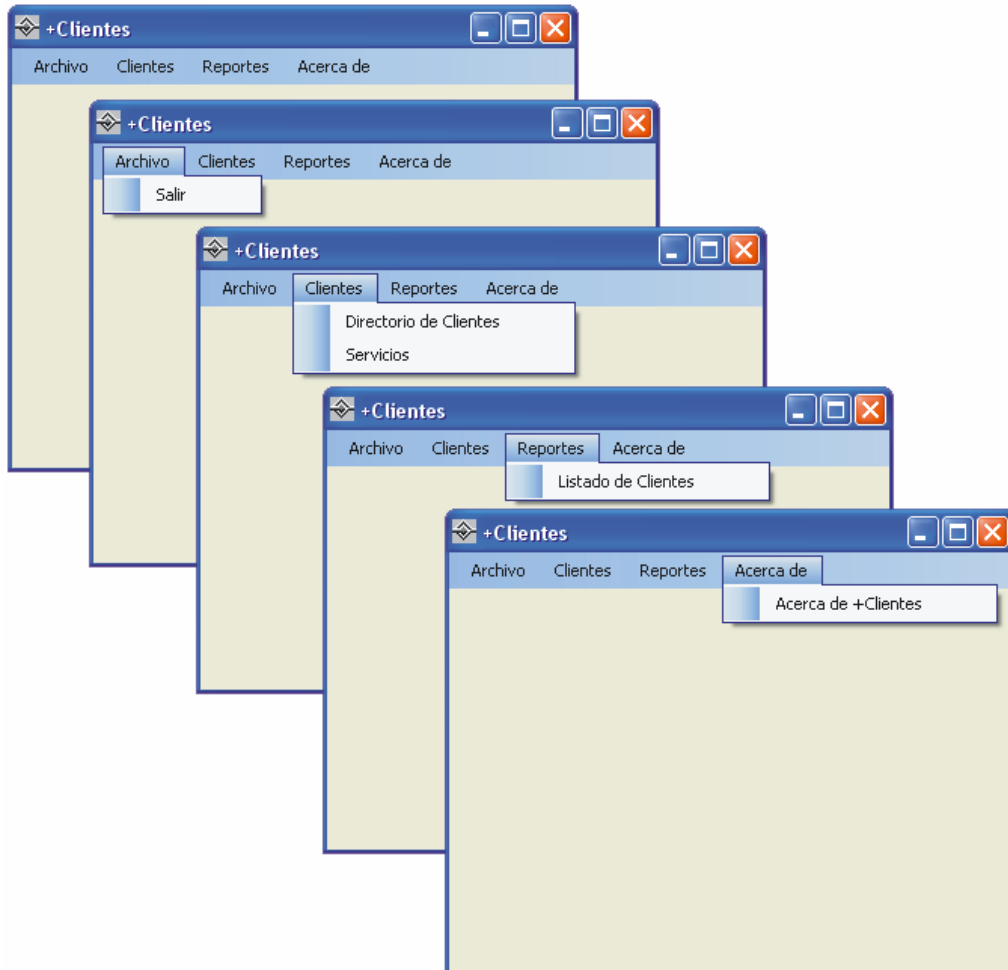 +Clientes
Archivo Clientes Reportes Acerca de
+Clientes
Archivo Clientes Reportes Acerca de
Salir
+Clientes
Archivo Clientes Reportes Acerca de
Directorio de Clientes
Servicios
+Clientes
Archivo Clientes Reportes Acerca de
Listado de Clientes
+Clientes
Archivo Clientes Reportes Acerca de
Acerca de +Clientes